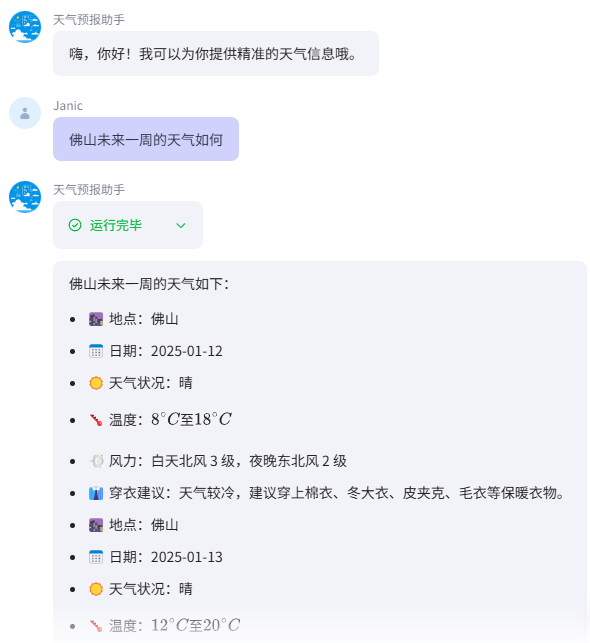 天气预报助手
嗨，你好！我可以为你提供精准的天气信息哦。
Janic
佛山未来一周的天气如何
天气预报助手
运行完毕
佛山未来一周的天气如下：
地点：佛山
日期：2025-01-12
天气状况：晴
温度：8°C至18°C
风力：白天北风 3 级，夜晚东北风 2 级
穿衣建议：天气较冷，建议穿上棉衣、冬大衣、皮夹克、毛衣等保暖衣物。
地点：佛山
日期：2025-01-13
天气状况：晴
温度：12°C至20°C